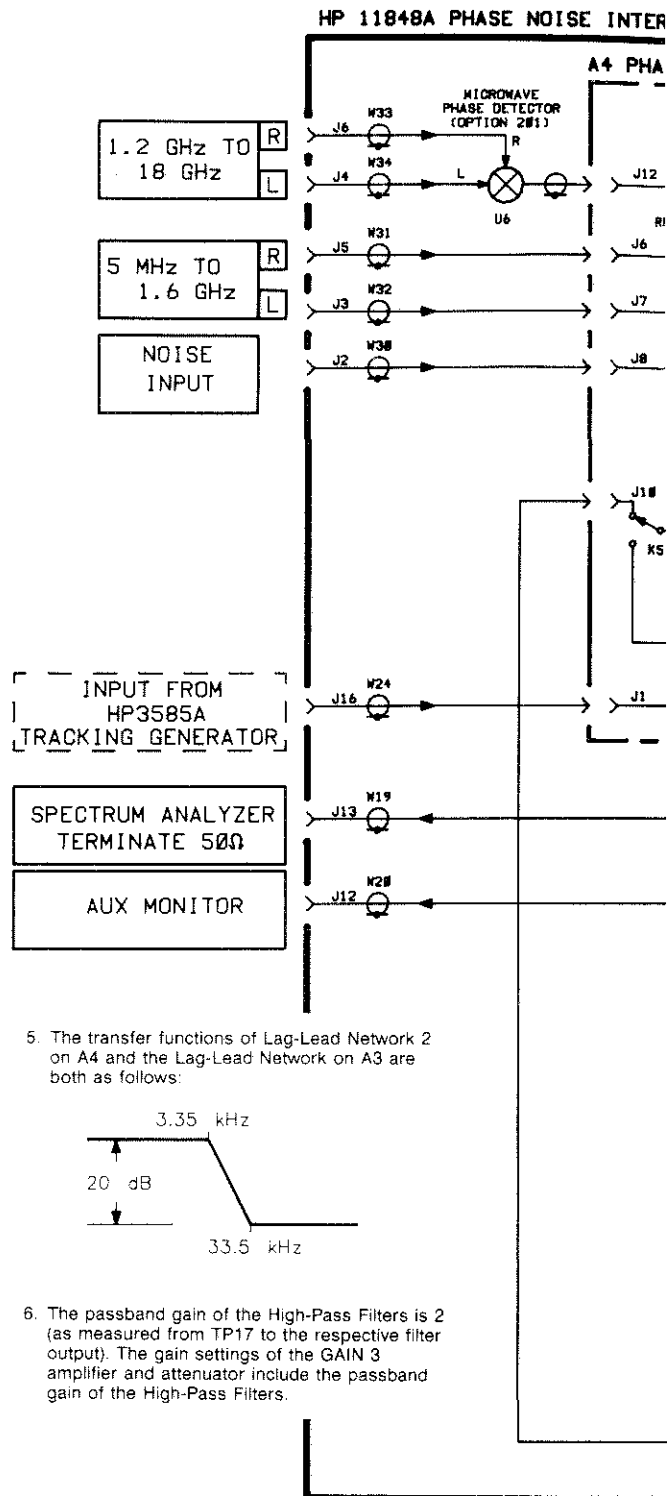 HP 11848A PHASE NOISE INTER
A4 PHA
MICROWAVE
PHASE DETECTOR
(OPTION 201)
1.2 GHz TO
18 GHz
R
L
J6
W33
R
J4
W34
L
U6
J12
5 MHz TO
1.6 GHz
R
L
J5
W31
J6
J3
W32
J7
NOISE
INPUT
J2
W30
J8
J10
K5
INPUT FROM
HP3585A
TRACKING GENERATOR
J16
W24
J1
SPECTRUM ANALYZER
TERMINATE 50Ω
J13
W19
AUX MONITOR
J12
W20
5. The transfer functions of Lag-Lead Network 2
on A4 and the Lag-Lead Network on A3 are
both as follows:
3.35 kHz
20 dB
33.5 kHz
6. The passband gain of the High-Pass Filters is 2
(as measured from TP17 to the respective filter
output). The gain settings of the GAIN 3
amplifier and attenuator include the passband
gain of the High-Pass Filters.